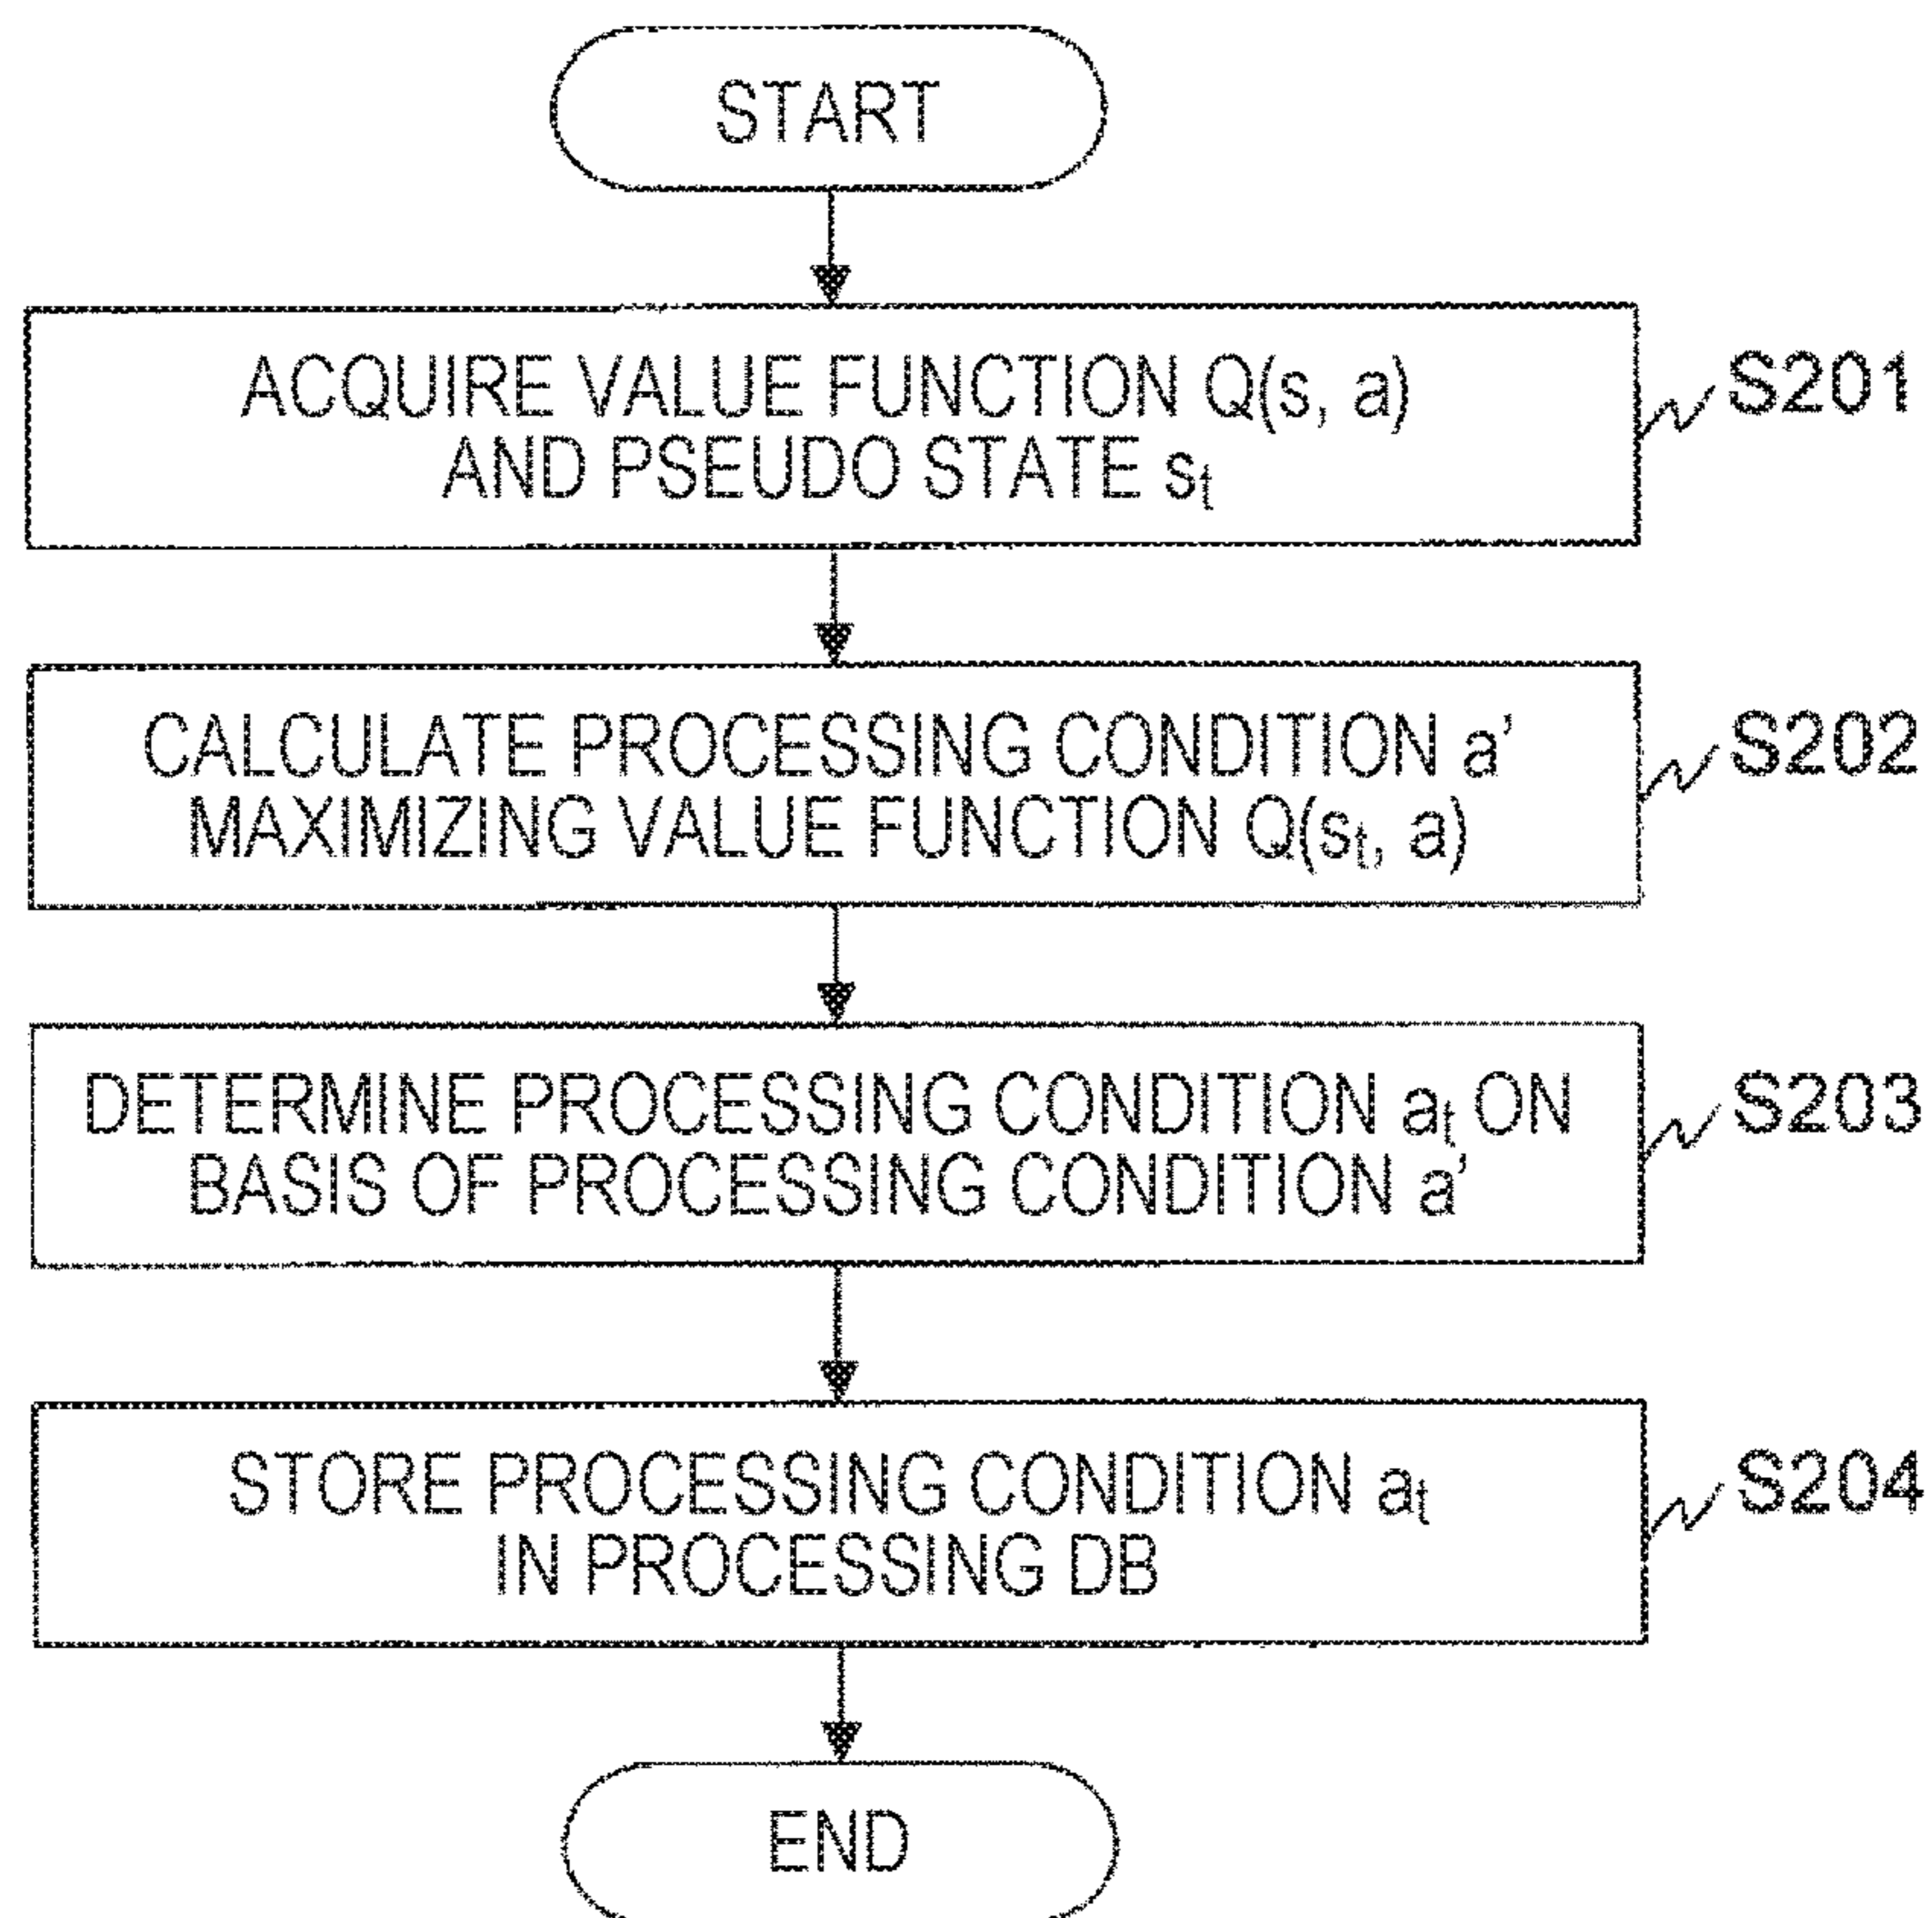 START
ACQUIRE VALUE FUNCTION Q(s, a)
AND PSEUDO STATE sₜ
S201
CALCULATE PROCESSING CONDITION a’
MAXIMIZING VALUE FUNCTION Q(sₜ, a)
S202
DETERMINE PROCESSING CONDITION aₜ ON
BASIS OF PROCESSING CONDITION a’
S203
STORE PROCESSING CONDITION aₜ
IN PROCESSING DB
S204
END